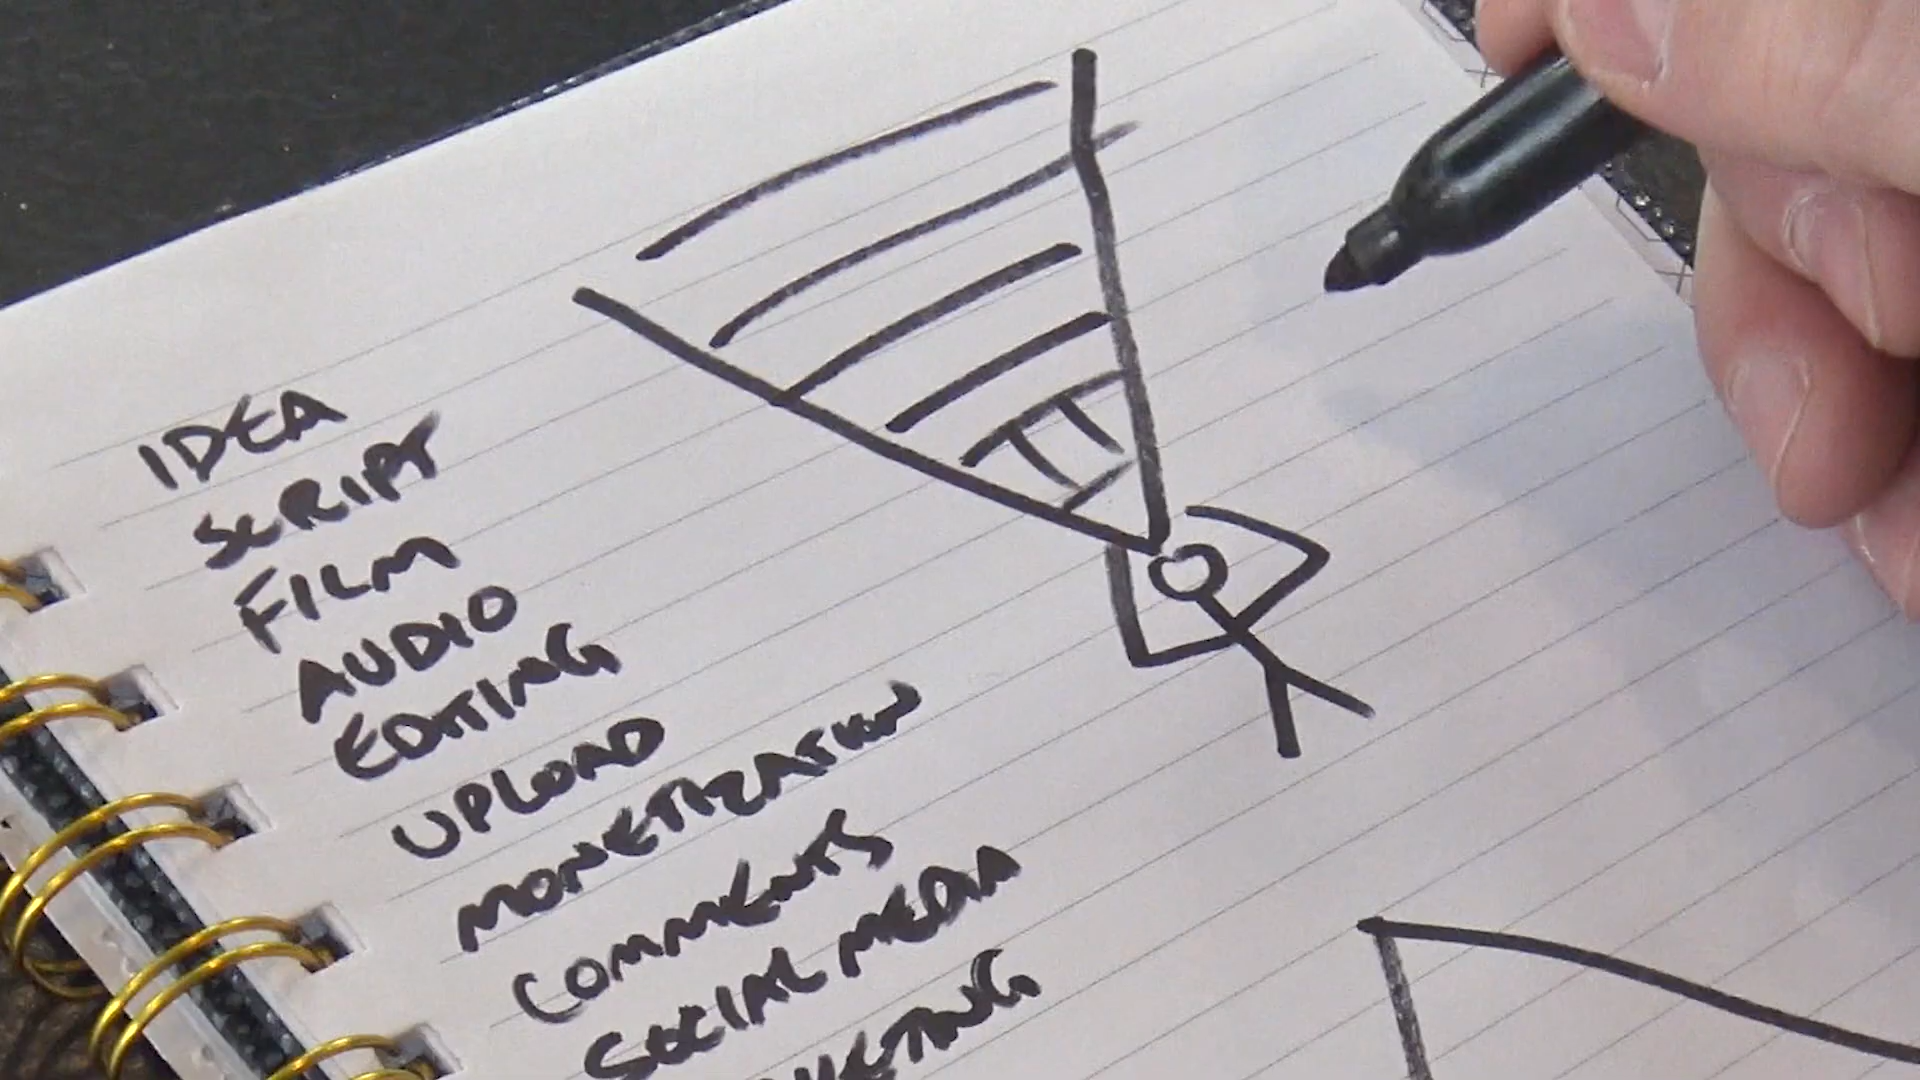 IDEA
SCRIPT
FILM
AUDIO
EDITING
UPLOAD
MONETIZATION
COMMENTS
SOCIAL MEDIA